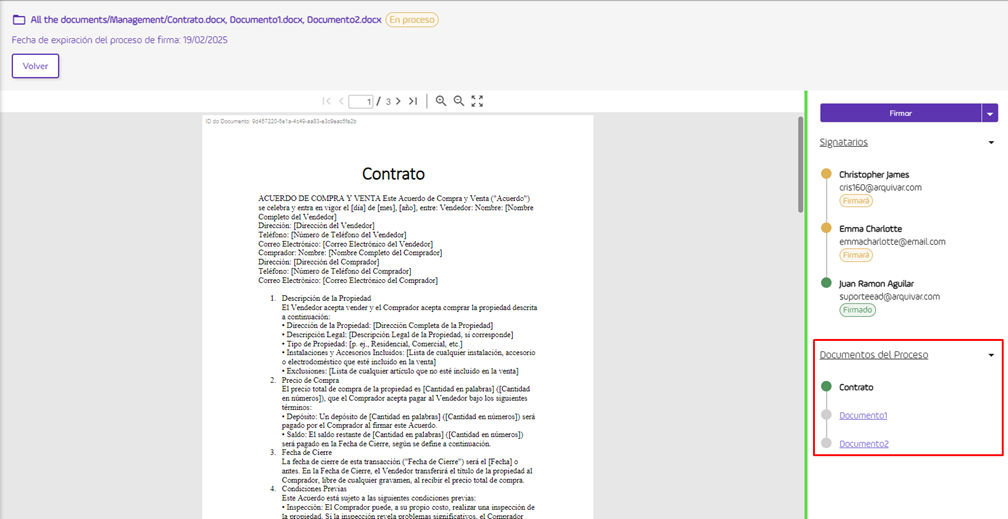 All the documents/Management/Contrato.docx, Documento1.docx, Documento2.docx En proceso
Fecha de expiración del proceso de firma: 19/02/2025
Volver
1 / 3
ID do Documento: 9d467220-6e1a-4c49-aa83-e3c9eac6fa2b
Contrato
ACUERDO DE COMPRA Y VENTA Este Acuerdo de Compra y Venta ("Acuerdo")
se celebra y entra en vigor el [día] de [mes], [año], entre: Vendedor: Nombre: [Nombre
Completo del Vendedor]
Dirección: [Dirección del Vendedor]
Teléfono: [Número de Teléfono del Vendedor]
Correo Electrónico: [Correo Electrónico del Vendedor]
Comprador: Nombre: [Nombre Completo del Comprador]
Dirección: [Dirección del Comprador]
Teléfono: [Número de Teléfono del Comprador]
Correo Electrónico: [Correo Electrónico del Comprador]
1. Descripción de la Propiedad
El Vendedor acepta vender y el Comprador acepta comprar la propiedad descrita
a continuación:
• Dirección de la Propiedad: [Dirección Completa de la Propiedad]
• Descripción Legal: [Descripción Legal de la Propiedad, si corresponde]
• Tipo de Propiedad: [p. ej., Residencial, Comercial, etc.]
• Instalaciones y Accesorios Incluidos: [Lista de cualquier instalación, accesorio
o electrodoméstico que esté incluido en la venta]
• Exclusiones: [Lista de cualquier artículo que no esté incluido en la venta]
2. Precio de Compra
El precio total de compra de la propiedad es [Cantidad en palabras] ([Cantidad
en números]), que el Comprador acepta pagar al Vendedor bajo los siguientes
términos:
• Depósito: Un depósito de [Cantidad en palabras] ([Cantidad en números]) será
pagado por el Comprador al firmar este Acuerdo.
• Saldo: El saldo restante de [Cantidad en palabras] ([Cantidad en números])
será pagado en la Fecha de Cierre, según se define a continuación.
3. Fecha de Cierre
La fecha de cierre de esta transacción ("Fecha de Cierre") será el [Fecha] o
antes. En la Fecha de Cierre, el Vendedor transferirá el título de la propiedad al
Comprador, libre de cualquier gravamen, al recibir el precio total de compra.
4. Condiciones Previas
Este Acuerdo está sujeto a las siguientes condiciones previas:
• Inspección: El Comprador puede, a su propio costo, realizar una inspección de
la propiedad. Si la inspección revela problemas significativos, el Comprador
Firmar
Signatarios
Christopher James
cris160@arquivar.com
Firmará
Emma Charlotte
emmacharlotte@email.com
Firmará
Juan Ramon Aguilar
suporteead@arquivar.com
Firmado
Documentos del Proceso
Contrato
Documento1
Documento2